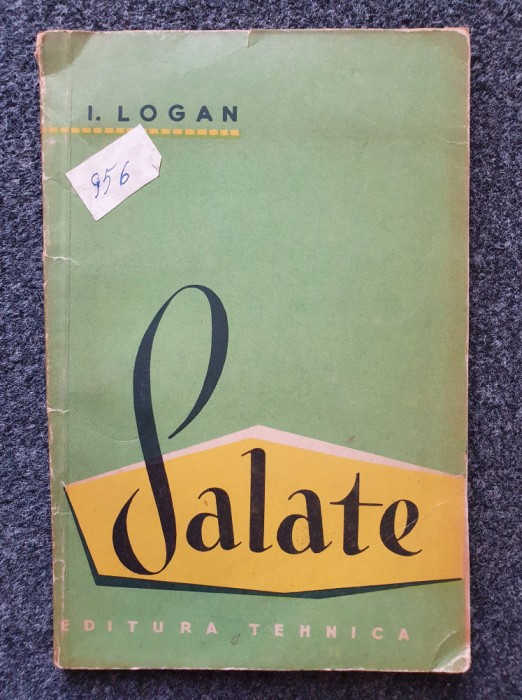 I. LOGAN
956
Salate
EDITURA TEHNICA